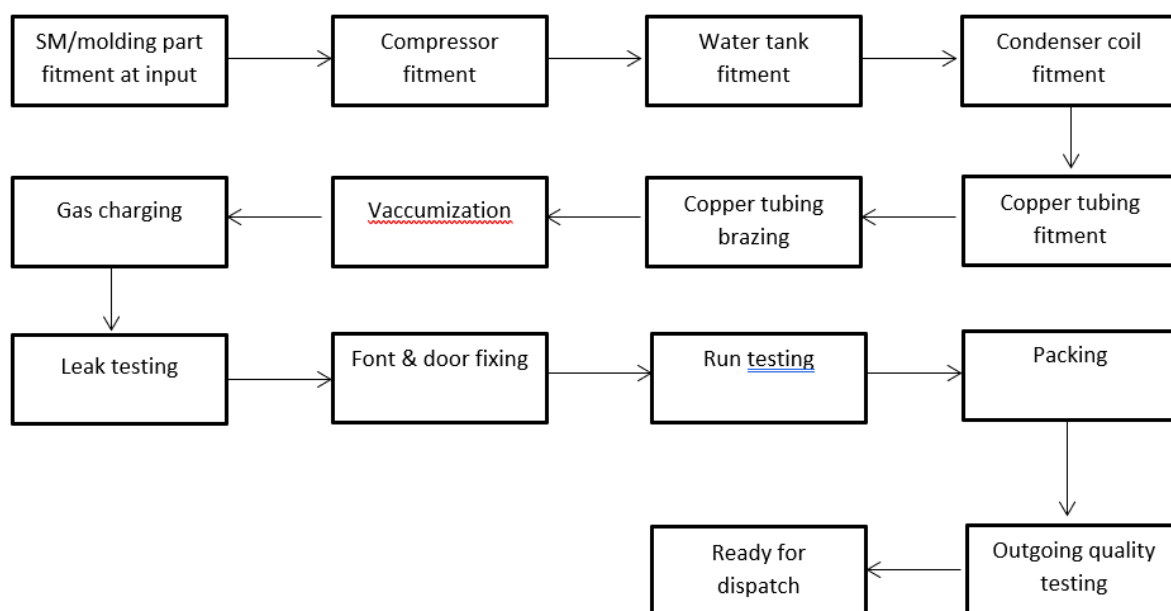 SM/molding part
fitment at input
Compressor
fitment
Water tank
fitment
Condenser coil
fitment
Copper tubing
fitment
Copper tubing
brazing
Vaccumization
Gas charging
Leak testing
Font & door fixing
Run testing
Packing
Outgoing quality
testing
Ready for
dispatch